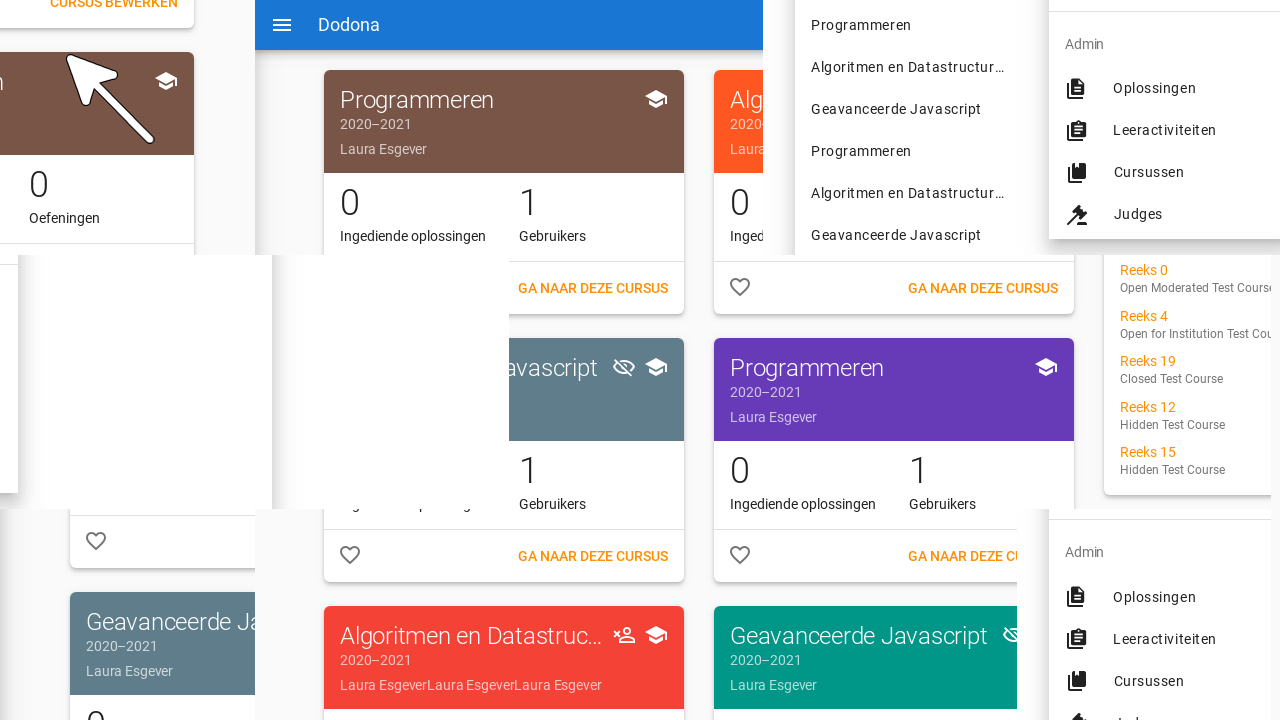 CURSUS BEWERKEN
0
Oefeningen
Dodona
Programmeren
2020–2021
Laura Esgever
0
Ingediende oplossingen
1
Gebruikers
GA NAAR DEZE CURSUS
0
GA NAAR DEZE CURSUS
Programmeren
Algoritmen en Datastructur…
Geavanceerde Javascript
Programmeren
Algoritmen en Datastructur…
Geavanceerde Javascript
Admin
Oplossingen
Leeractiviteiten
Cursussen
Judges
Reeks 0
Open Moderated Test Course
Reeks 4
Open for Institution Test Cou
Reeks 19
Closed Test Course
Reeks 12
Hidden Test Course
Reeks 15
Hidden Test Course
avascript
1
Gebruikers
GA NAAR DEZE CURSUS
Programmeren
2020–2021
Laura Esgever
0
Ingediende oplossingen
1
Gebruikers
GA NAAR DEZE CU
Geavanceerde Ja
2020–2021
Laura Esgever
Algoritmen en Datastruc...
2020–2021
Laura EsgeverLaura EsgeverLaura Esgever
Geavanceerde Javascript
2020–2021
Laura Esgever
Admin
Oplossingen
Leeractiviteiten
Cursussen